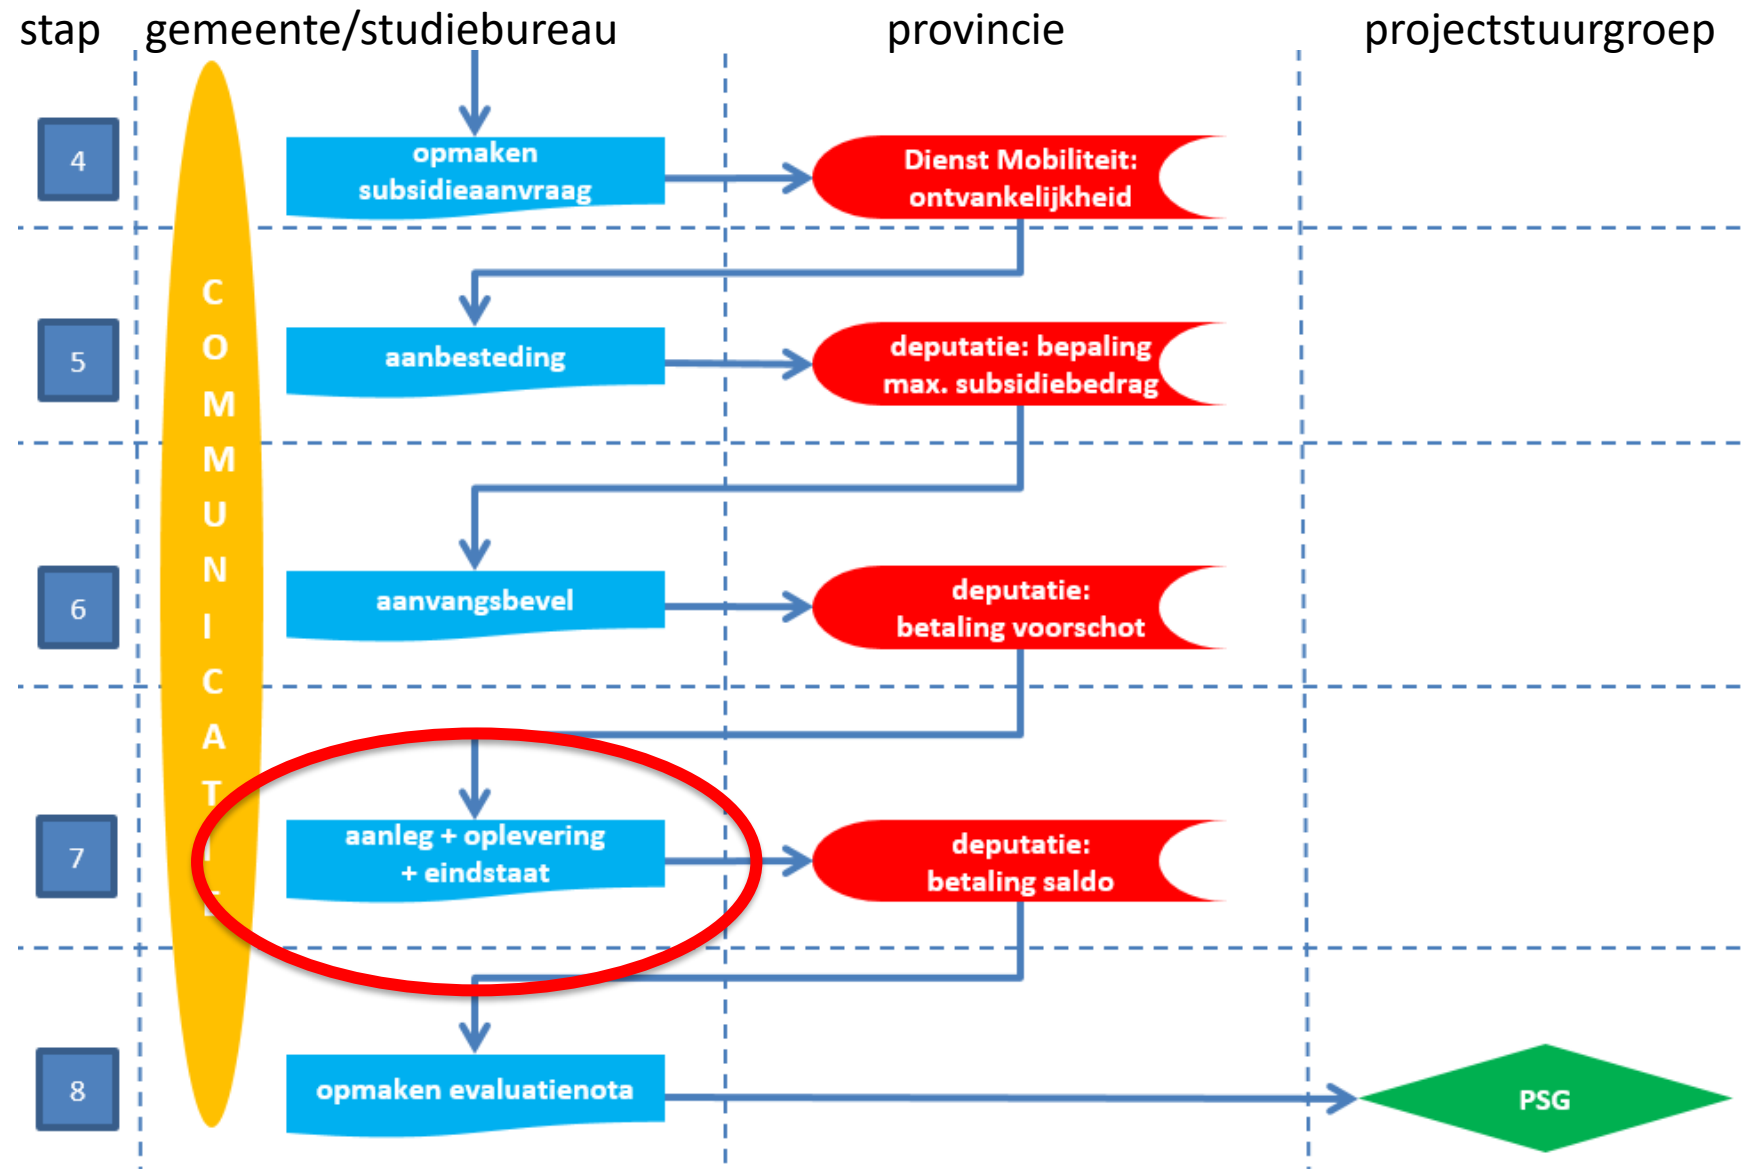 stap gemeente/studiebureau provincie projectstuurgroep
4
opmaken
subsidieaanvraag
Dienst Mobiliteit:
ontvankelijkheid
5
aanbesteding
deputatie: bepaling
max. subsidiebedrag
6
aanvangsbevel
deputatie:
betaling voorschot
7
aanleg + oplevering
+ eindstaat
deputatie:
betaling saldo
8
opmaken evaluatienota
PSG
COMMUNICATIE